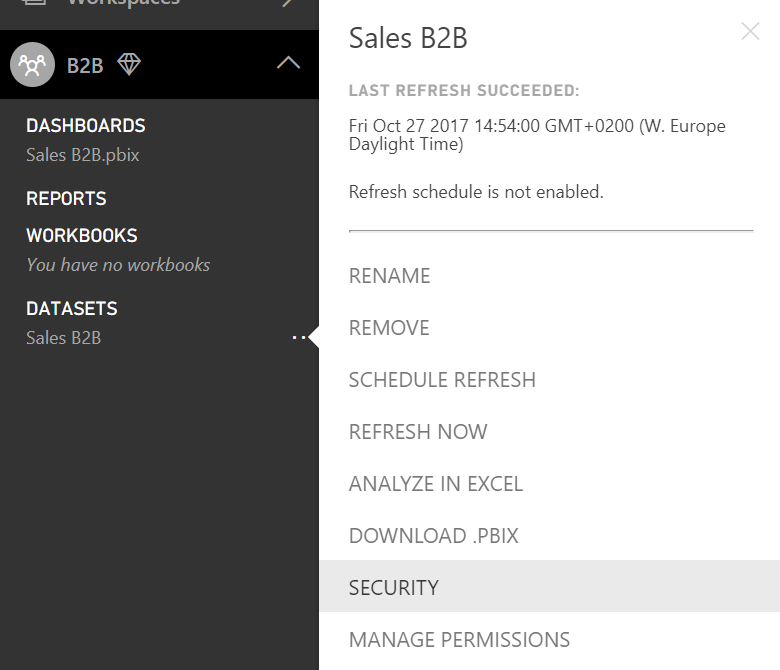 Workspaces
B2B
DASHBOARDS
Sales B2B.pbix
REPORTS
WORKBOOKS
You have no workbooks
DATASETS
Sales B2B
Sales B2B
LAST REFRESH SUCCEEDED:
Fri Oct 27 2017 14:54:00 GMT+0200 (W. Europe
Daylight Time)
Refresh schedule is not enabled.
RENAME
REMOVE
SCHEDULE REFRESH
REFRESH NOW
ANALYZE IN EXCEL
DOWNLOAD .PBIX
SECURITY
MANAGE PERMISSIONS